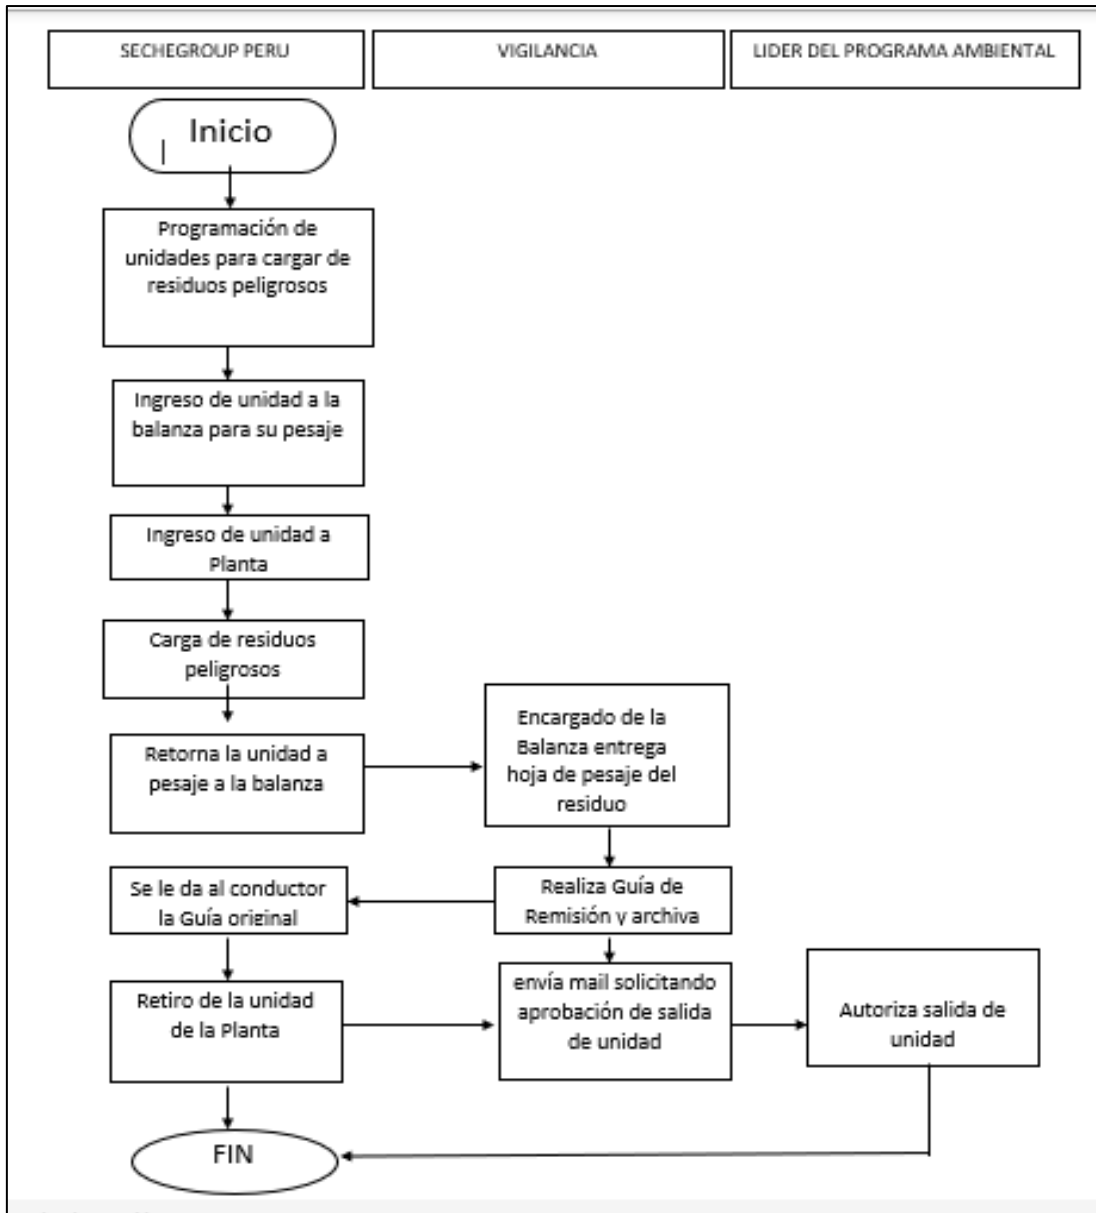 SECHEGROUP PERU
VIGILANCIA
LIDER DEL PROGRAMA AMBIENTAL
Inicio
Programación de
unidades para cargar de
residuos peligrosos
Ingreso de unidad a la
balanza para su pesaje
Ingreso de unidad a
Planta
Carga de residuos
peligrosos
Retorna la unidad a
pesaje a la balanza
Encargado de la
Balanza entrega
hoja de pesaje del
residuo
Realiza Guía de
Remisión y archiva
Se le da al conductor
la Guía original
Retiro de la unidad
de la Planta
envía mail solicitando
aprobación de salida
de unidad
Autoriza salida de
unidad
FIN